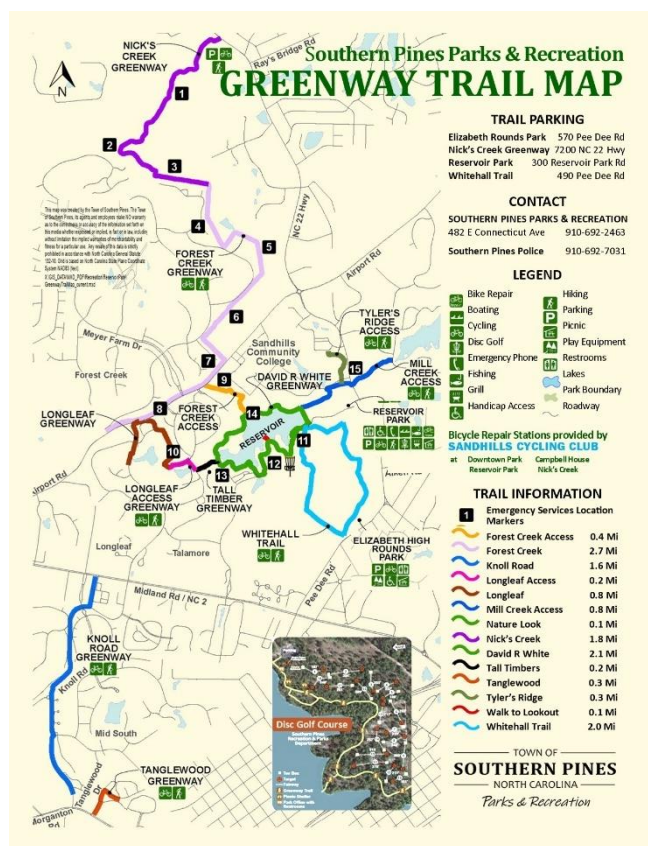 Southern Pines Parks & Recreation
GREENWAY TRAIL MAP
NICK'S
CREEK
GREENWAY
Ray's Bridge Rd
P
N
1
2
3
4
5
6
7
8
9
10
11
12
13
14
15
NC 22 Hwy
Airport Rd
FOREST
CREEK
GREENWAY
Meyer Farm Dr
Forest Creek
Sandhills
Community
College
TYLER'S
RIDGE
ACCESS
DAVID R WHITE
GREENWAY
MILL
CREEK
ACCESS
LONGLEAF
GREENWAY
FOREST
CREEK
ACCESS
RESERVOIR
RESERVOIR
PARK
LONGLEAF
ACCESS
GREENWAY
TALL
TIMBER
GREENWAY
WHITEHALL
TRAIL
ELIZABETH HIGH
ROUNDS
PARK
Longleaf
Talamore
Midland Rd / NC 2
Pee Dee Rd
KNOLL
ROAD
GREENWAY
Knoll Rd
Mid South
TANGLEWOOD
GREENWAY
Tanglewood
Dr
Disc Golf Course
Southern Pines
Recreation & Parks
Department
TRAIL PARKING
Elizabeth Rounds Park 570 Pee Dee Rd
Nick's Creek Greenway 7200 NC 22 Hwy
Reservoir Park 300 Reservoir Park Rd
Whitehall Trail 490 Pee Dee Rd
CONTACT
SOUTHERN PINES PARKS & RECREATION
482 E Connecticut Ave 910-692-2463
Southern Pines Police 910-692-7031
LEGEND
Bike Repair
Boating
Cycling
Disc Golf
Emergency Phone
Fishing
Grill
Handicap Access
Hiking
Parking
Picnic
Play Equipment
Restrooms
Lakes
Park Boundary
Roadway
Bicycle Repair Stations provided by
SANDHILLS CYCLING CLUB
at Downtown Park Campbell House
Reservoir Park Nick's Creek
TRAIL INFORMATION
1 Emergency Services Location
Markers
Forest Creek Access 0.4 Mi
Forest Creek 2.7 Mi
Knoll Road 1.6 Mi
Longleaf Access 0.2 Mi
Longleaf 0.8 Mi
Mill Creek Access 0.8 Mi
Nature Look 0.1 Mi
Nick's Creek 1.8 Mi
David R White 2.1 Mi
Tall Timbers 0.2 Mi
Tanglewood 0.3 Mi
Tyler's Ridge 0.3 Mi
Walk to Lookout 0.1 Mi
Whitehall Trail 2.0 Mi
TOWN OF
SOUTHERN PINES
NORTH CAROLINA
Parks & Recreation